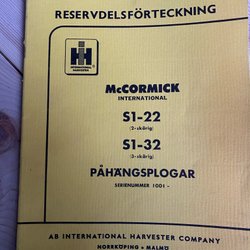 RESERVDELSFÖRTECKNING
IH
INTERNATIONAL
HARVESTER
McCORMICK
INTERNATIONAL
S1-22
(2-skärig)
S1-32
(3-skärig)
PÅHÄNGSPLOGAR
SERIENUMMER 1001 -
AB INTERNATIONAL HARVESTER COMPANY
NORRKÖPING • MALMÖ